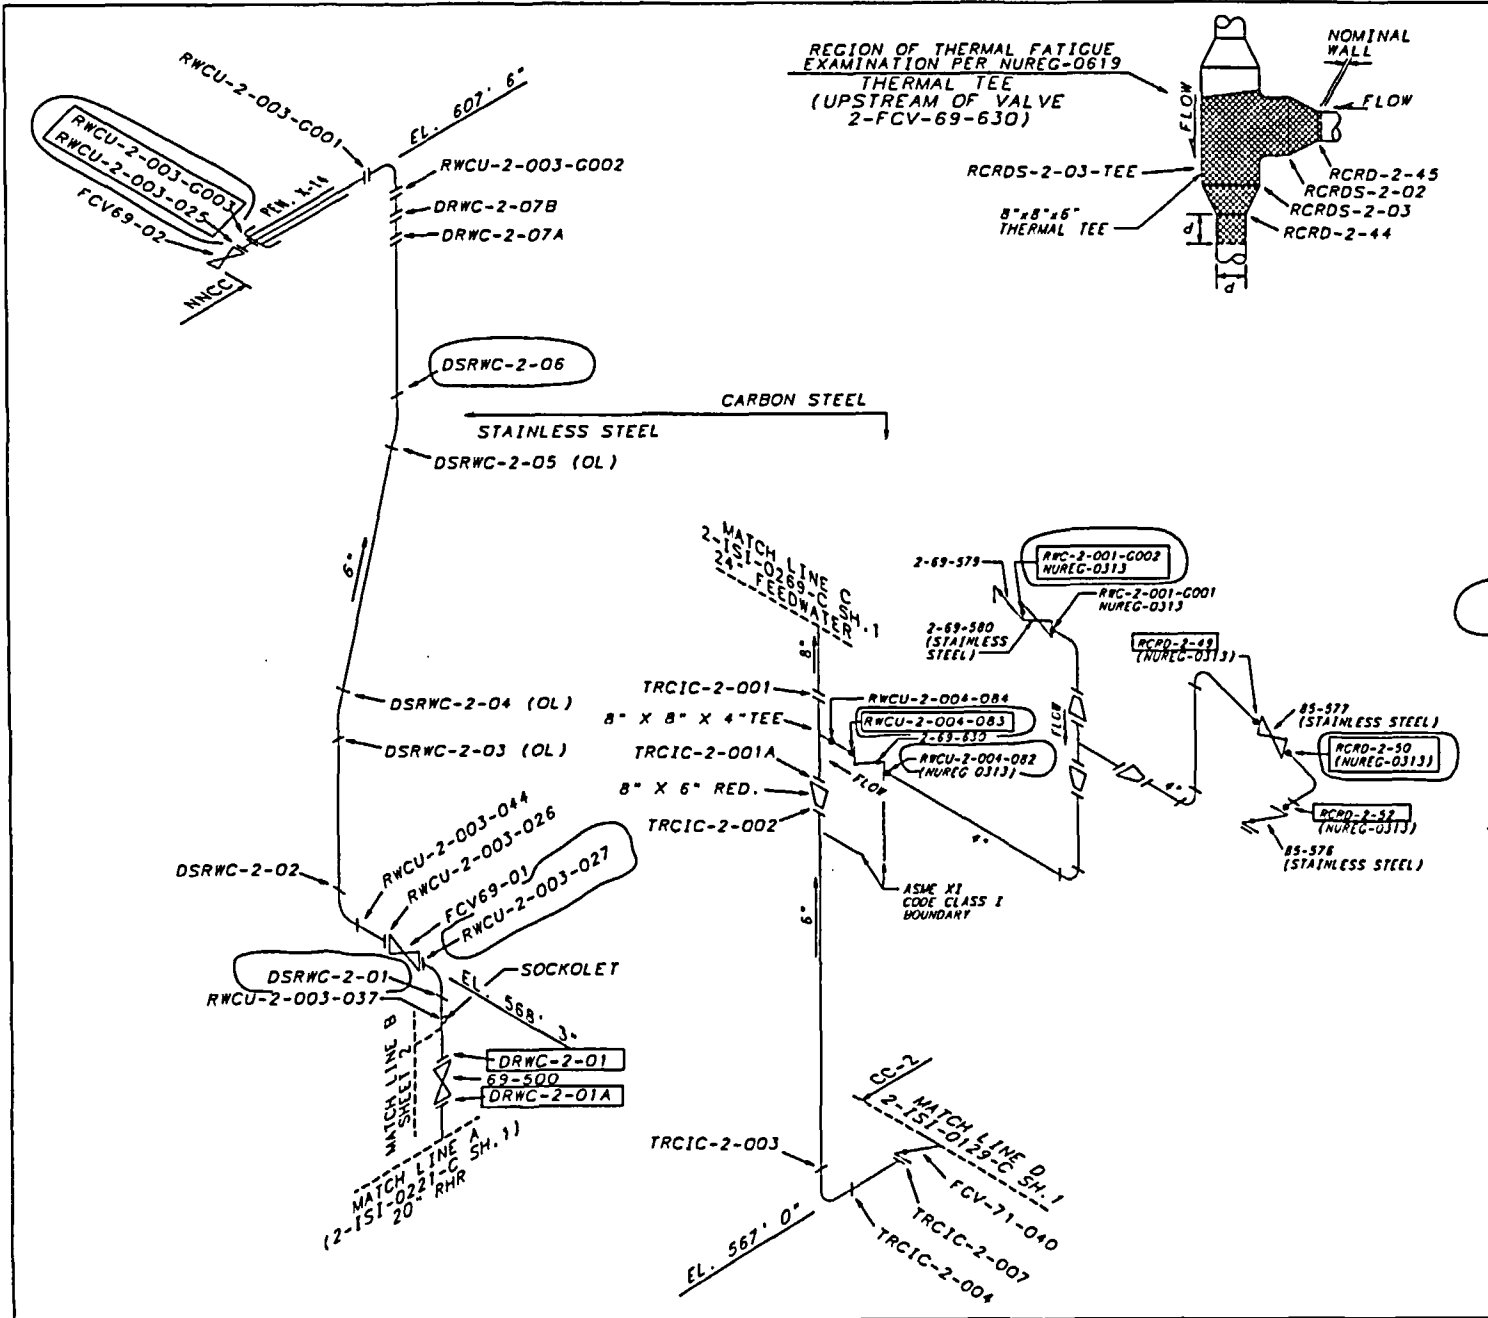 RWCU-2-003-G001
EL. 607' 6"
RWCU-2-003-G003
RWCU-2-003-025
FCV69-02
PEN. X-14
NNCC
RWCU-2-003-G002
DRWC-2-07B
DRWC-2-07A
REGION OF THERMAL FATIGUE
EXAMINATION PER NUREG-0619
THERMAL TEE
(UPSTREAM OF VALVE
2-FCV-69-630)
NOMINAL
WALL
FLOW
FLOW
RCRDS-2-03-TEE
8"x8"x6"
THERMAL TEE
RCRD-2-45
RCRDS-2-02
RCRDS-2-03
RCRD-2-44
d
d
DSRWC-2-06
CARBON STEEL
STAINLESS STEEL
DSRWC-2-05 (OL)
6"
DSRWC-2-04 (OL)
DSRWC-2-03 (OL)
MATCH LINE C
2-ISI-0269-C SH.1
24" FEEDWATER
8"
2-69-579
RWC-2-001-G002
NUREG-0313
RWC-2-001-G001
NUREG-0313
2-69-580
(STAINLESS
STEEL)
RCRD-2-49
(NUREG-0313)
85-577
(STAINLESS STEEL)
RCRD-2-50
(NUREG-0313)
RCRD-2-52
(NUREG-0313)
85-576
(STAINLESS STEEL)
TRCIC-2-001
8" X 8" X 4" TEE
TRCIC-2-001A
8" X 6" RED.
TRCIC-2-002
RWCU-2-004-084
RWCU-2-004-083
2-69-630
RWCU-2-004-082
(NUREG 0313)
FLOW
FLOW
4"
4"
ASME XI
CODE CLASS I
BOUNDARY
6"
DSRWC-2-02
RWCU-2-003-044
RWCU-2-003-026
FCV69-01
RWCU-2-003-027
DSRWC-2-01
RWCU-2-003-037
SOCKOLET
EL. 568' 3"
MATCH LINE B
SHEET 2
DRWC-2-01
69-500
DRWC-2-01A
MATCH LINE A
(2-ISI-0221-C SH.1)
20" RHR
TRCIC-2-003
CC-2
MATCH LINE D
2-ISI-0129-C SH.1
FCV-71-040
TRCIC-2-007
TRCIC-2-004
EL. 567' 0"